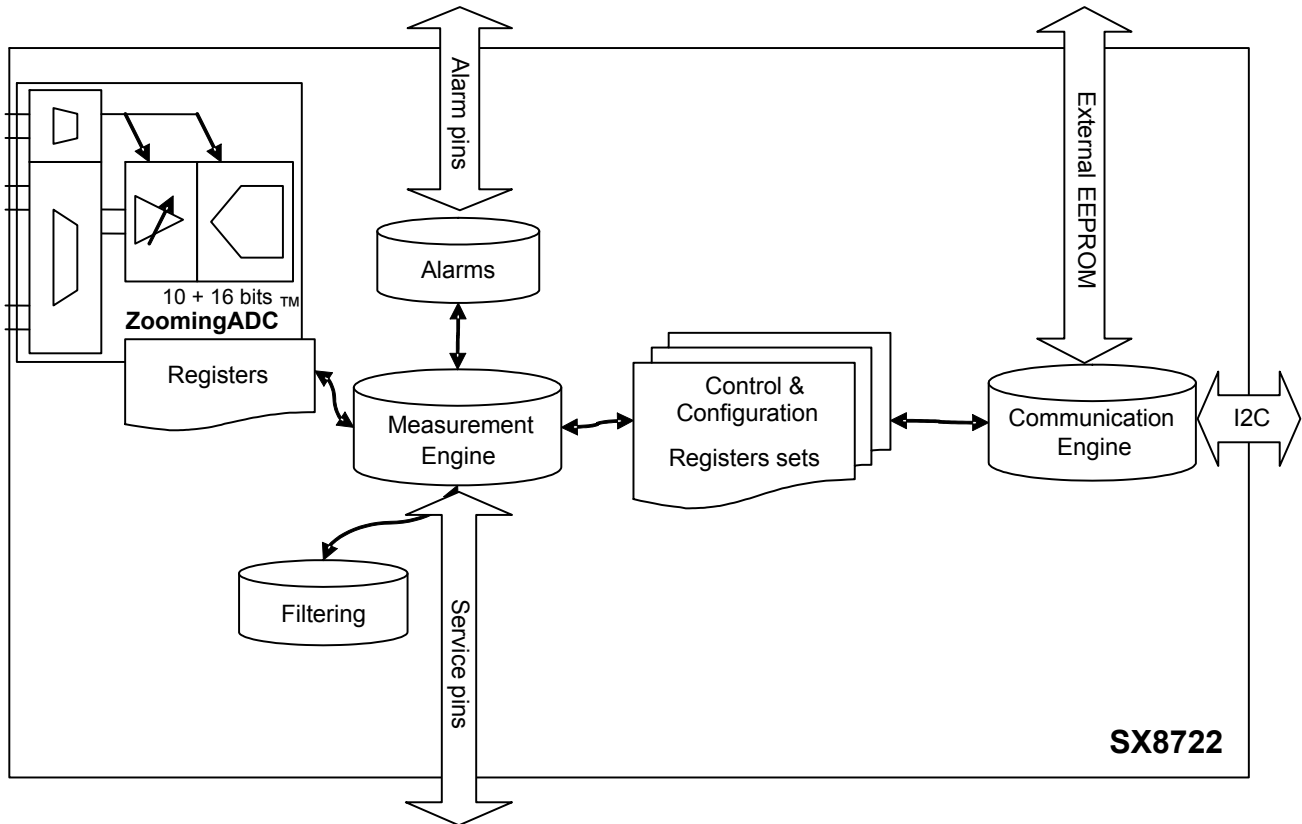 Alarm pins
External EEPROM
Alarms
10 + 16 bits ™
ZoomingADC
Registers
Measurement
Engine
Control &
Configuration
Registers sets
Communication
Engine
I2C
Filtering
Service pins
SX8722